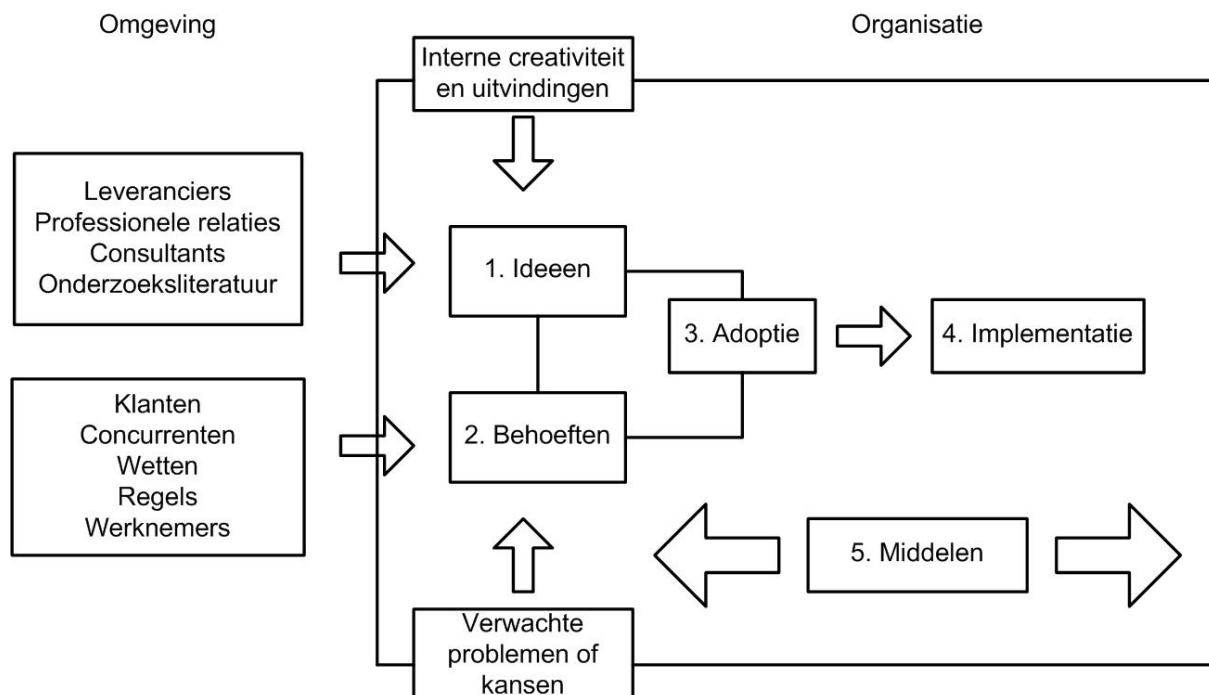 Omgeving
Organisatie
Interne creativiteit
en uitvindingen
Leveranciers
Professionele relaties
Consultants
Onderzoeksliteratuur
1. Ideeen
3. Adoptie
4. Implementatie
Klanten
Concurrenten
Wetten
Regels
Werknemers
2. Behoeften
5. Middelen
Verwachte
problemen of
kansen